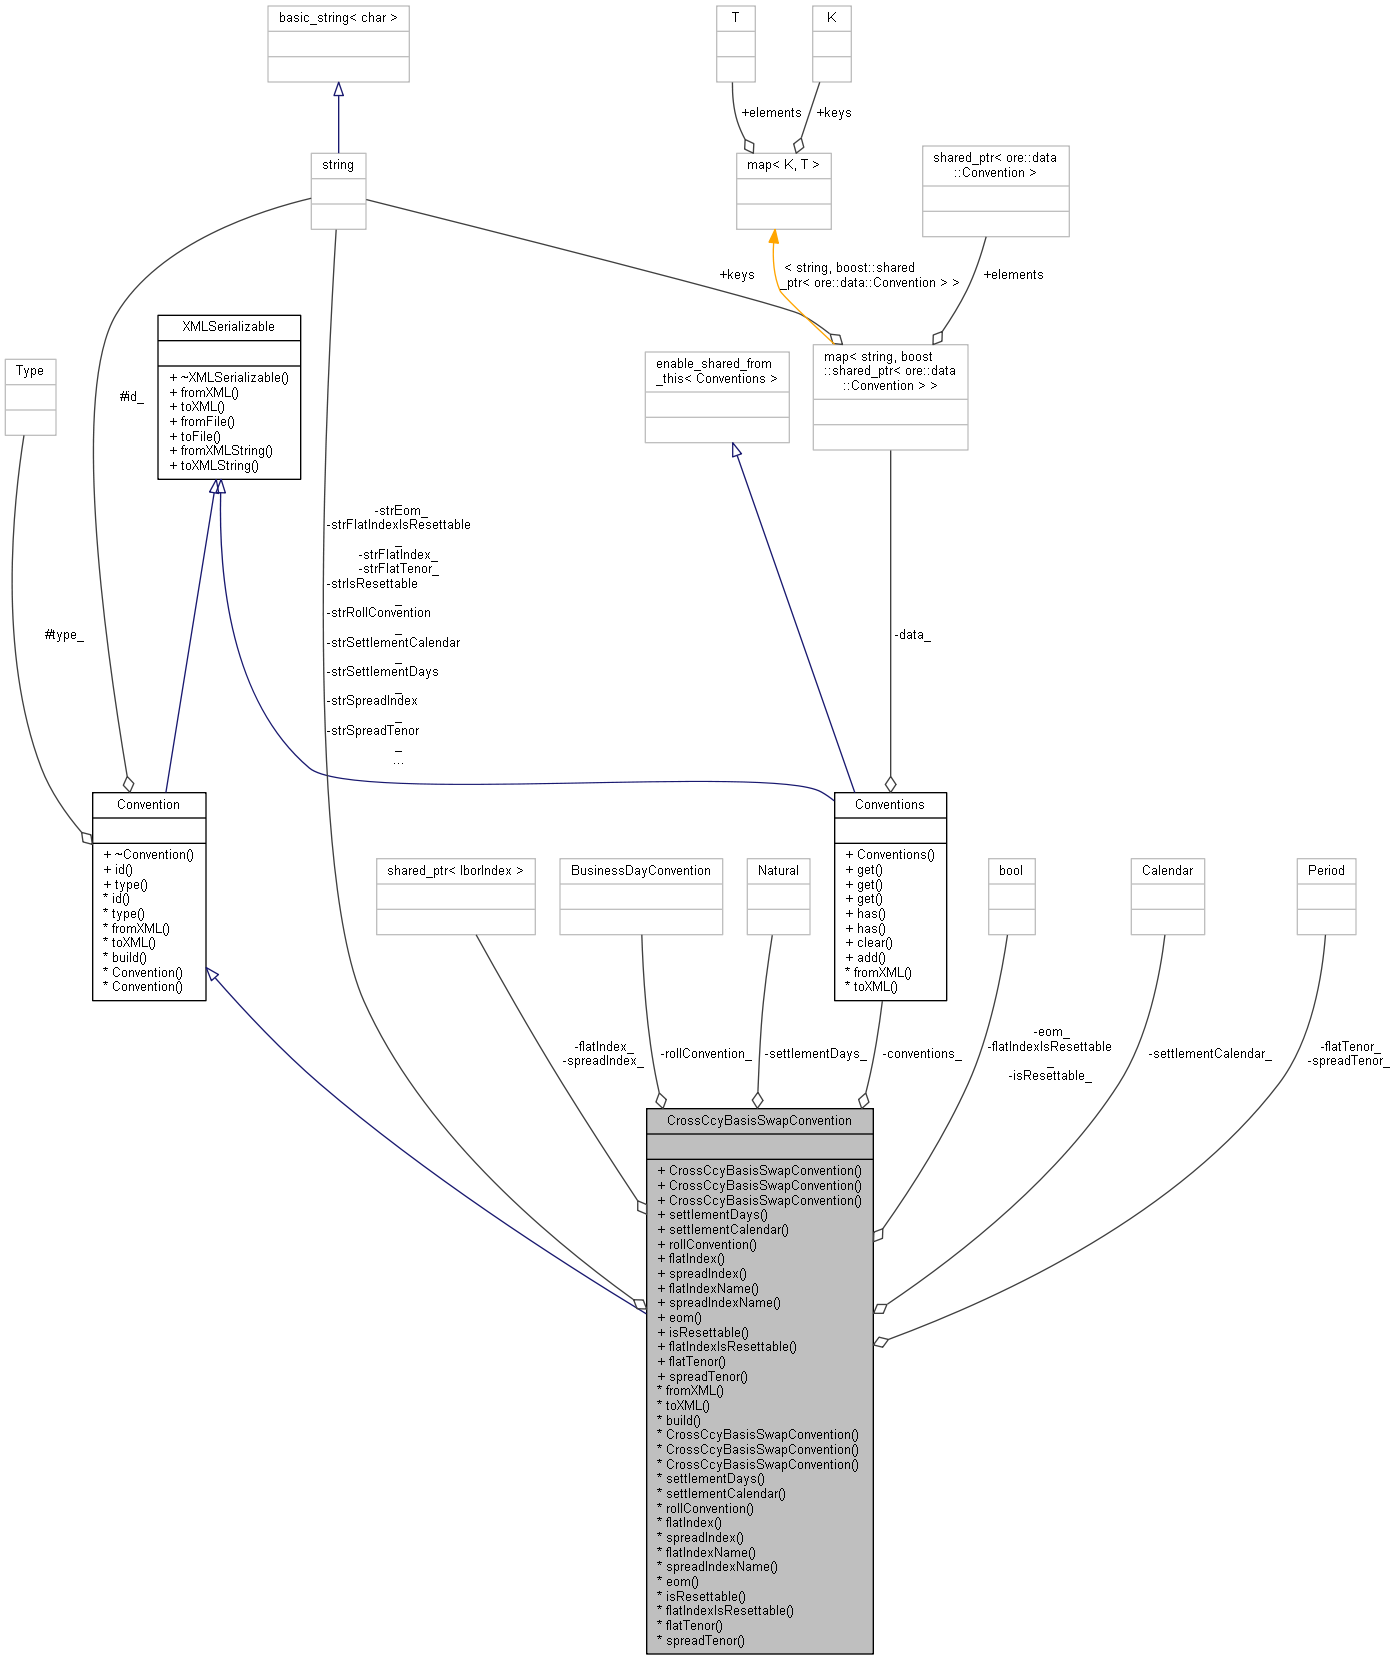 basic_string< char >
T
K
+elements
+keys
string
map< K, T >
shared_ptr< ore::data
::Convention >
+keys
< string, boost::shared
_ptr< ore::data::Convention > >
+elements
XMLSerializable
+ ~XMLSerializable()
+ fromXML()
+ toXML()
+ fromFile()
+ toFile()
+ fromXMLString()
+ toXMLString()
Type
#id_
enable_shared_from
_this< Conventions >
map< string, boost
::shared_ptr< ore::data
::Convention > >
#type_
-strEom_
-strFlatIndexIsResettable
_
-strFlatIndex_
-strFlatTenor_
-strIsResettable
_
-strRollConvention
_
-strSettlementCalendar
_
-strSettlementDays
_
-strSpreadIndex
_
-strSpreadTenor
_
...
-data_
Convention
+ ~Convention()
+ id()
+ type()
* id()
* type()
* fromXML()
* toXML()
* build()
* Convention()
* Convention()
shared_ptr< IborIndex >
BusinessDayConvention
Natural
Conventions
+ Conventions()
+ get()
+ get()
+ get()
+ has()
+ has()
+ clear()
+ add()
* fromXML()
* toXML()
bool
Calendar
Period
-flatIndex_
-spreadIndex_
-rollConvention_
-settlementDays_
-conventions_
-eom_
-flatIndexIsResettable
_
-isResettable_
-settlementCalendar_
-flatTenor_
-spreadTenor_
CrossCcyBasisSwapConvention
+ CrossCcyBasisSwapConvention()
+ CrossCcyBasisSwapConvention()
+ CrossCcyBasisSwapConvention()
+ settlementDays()
+ settlementCalendar()
+ rollConvention()
+ flatIndex()
+ spreadIndex()
+ flatIndexName()
+ spreadIndexName()
+ eom()
+ isResettable()
+ flatIndexIsResettable()
+ flatTenor()
+ spreadTenor()
* fromXML()
* toXML()
* build()
* CrossCcyBasisSwapConvention()
* CrossCcyBasisSwapConvention()
* CrossCcyBasisSwapConvention()
* settlementDays()
* settlementCalendar()
* rollConvention()
* flatIndex()
* spreadIndex()
* flatIndexName()
* spreadIndexName()
* eom()
* isResettable()
* flatIndexIsResettable()
* flatTenor()
* spreadTenor()